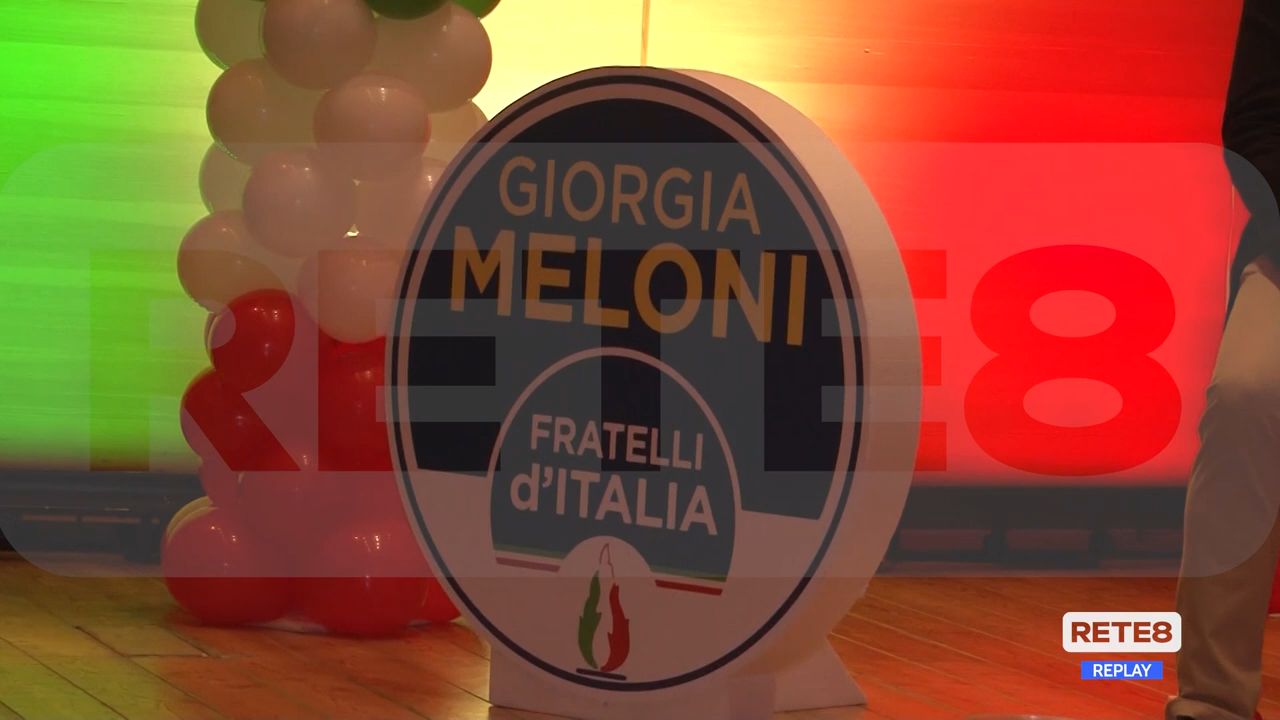 GIORGIA
MELONI
FRATELLI
d'ITALIA
RETE8
RETE8
REPLAY